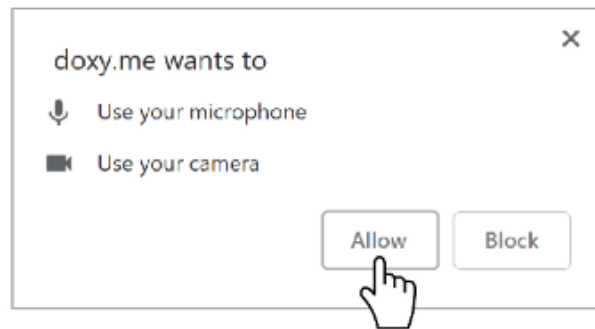 doxy.me wants to
Use your microphone
Use your camera
Allow Block